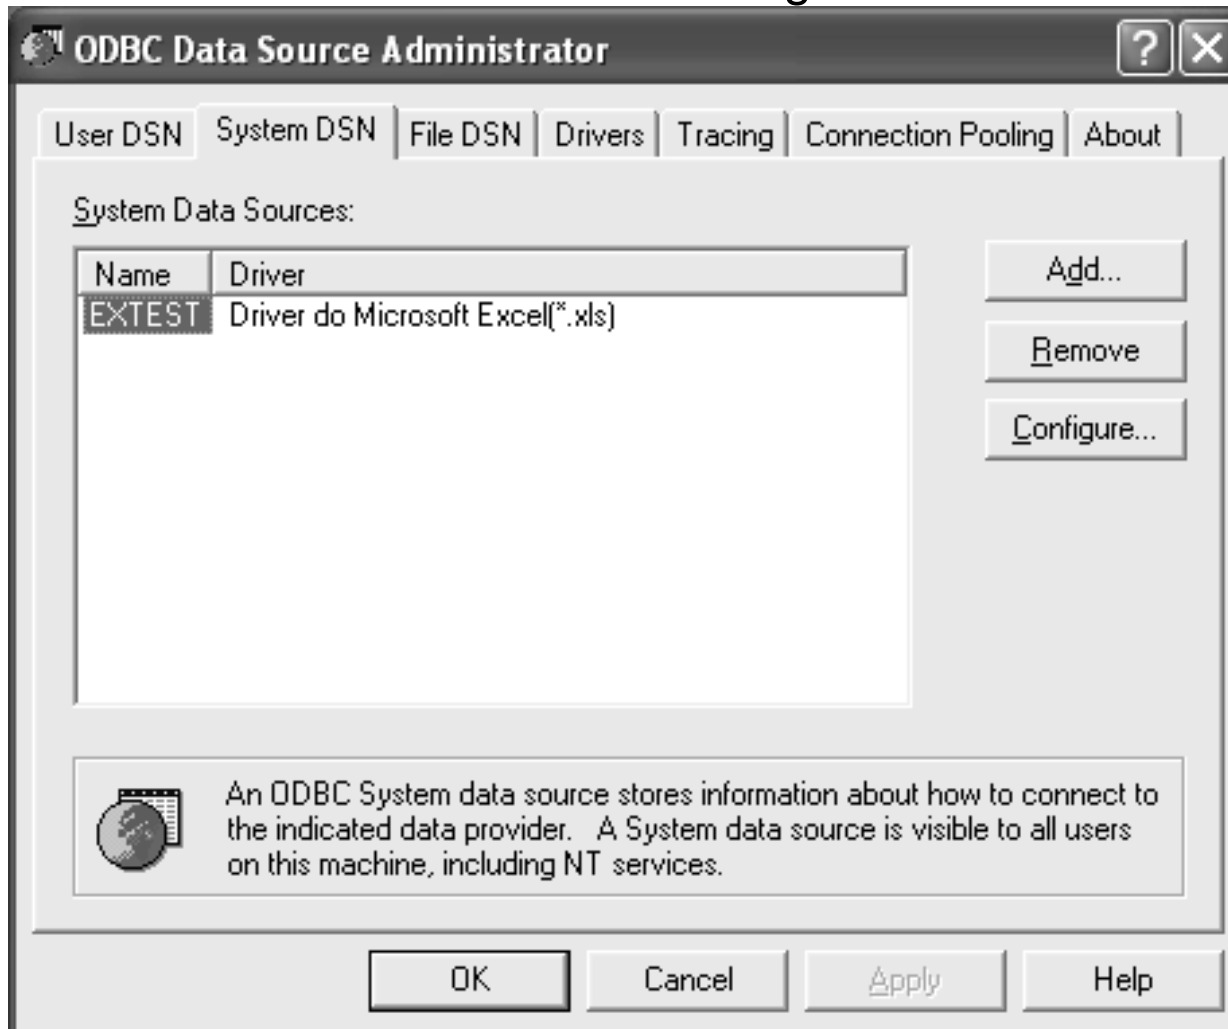 ODBC Data Source Administrator
User DSN System DSN File DSN Drivers Tracing Connection Pooling About
System Data Sources:
Name Driver
EXTEST Driver do Microsoft Excel(*.xls)
Add...
Remove
Configure...
An ODBC System data source stores information about how to connect to
the indicated data provider. A System data source is visible to all users
on this machine, including NT services.
OK Cancel Apply Help